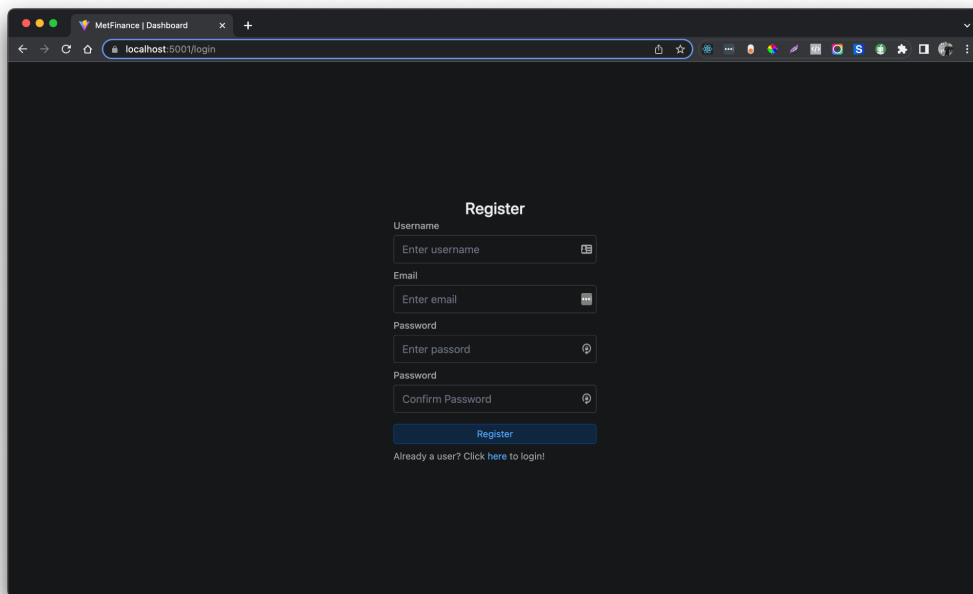 MetFinance | Dashboard
localhost:5001/login
Register
Username
Enter username
Email
Enter email
Password
Enter passord
Password
Confirm Password
Register
Already a user? Click here to login!